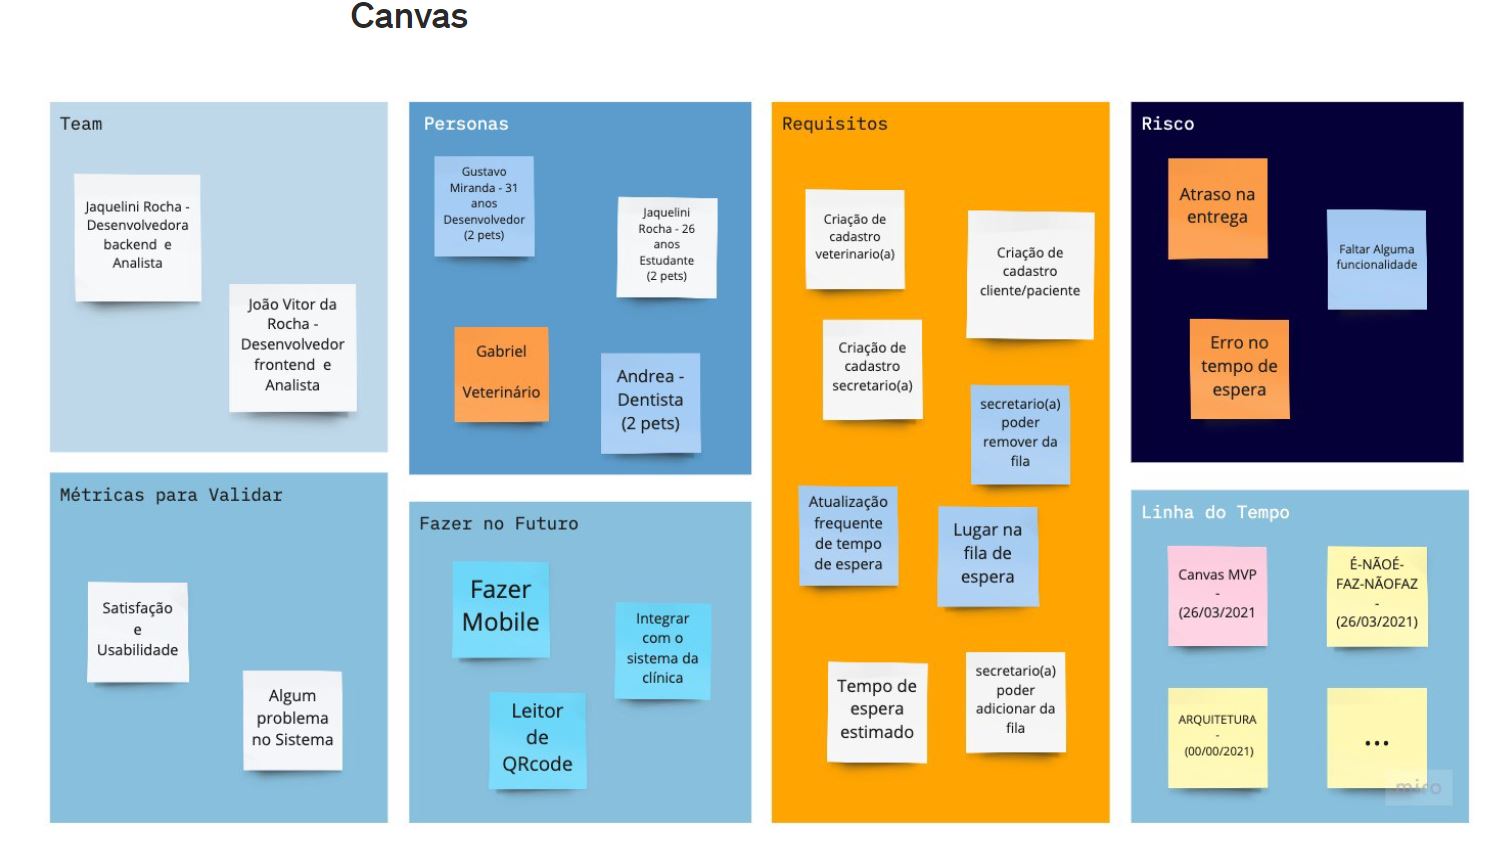 Canvas
Team
Jaquelini Rocha -
Desenvolvedora
backend e
Analista
João Vitor da
Rocha -
Desenvolvedor
frontend e
Analista
Personas
Gustavo
Miranda - 31
anos
Desenvolvedor
(2 pets)
Jaquelini
Rocha - 26
anos
Estudante
(2 pets)
Gabriel
Veterinário
Andrea -
Dentista
(2 pets)
Requisitos
Criação de
cadastro
veterinario(a)
Criação de
cadastro
cliente/paciente
Criação de
cadastro
secretario(a)
secretario(a)
poder
remover da
fila
Atualização
frequente
de tempo
de espera
Lugar na
fila de
espera
Tempo de
espera
estimado
secretario(a)
poder
adicionar da
fila
Risco
Atraso na
entrega
Faltar Alguma
funcionalidade
Erro no
tempo de
espera
Métricas para Validar
Satisfação
e
Usabilidade
Algum
problema
no Sistema
Fazer no Futuro
Fazer
Mobile
Integrar
com o
sistema da
clínica
Leitor
de
QRcode
Linha do Tempo
Canvas MVP
-
(26/03/2021
É-NÃOÉ-
FAZ-NÃOFAZ
-
(26/03/2021)
ARQUITETURA
-
(00/00/2021)
...
miro